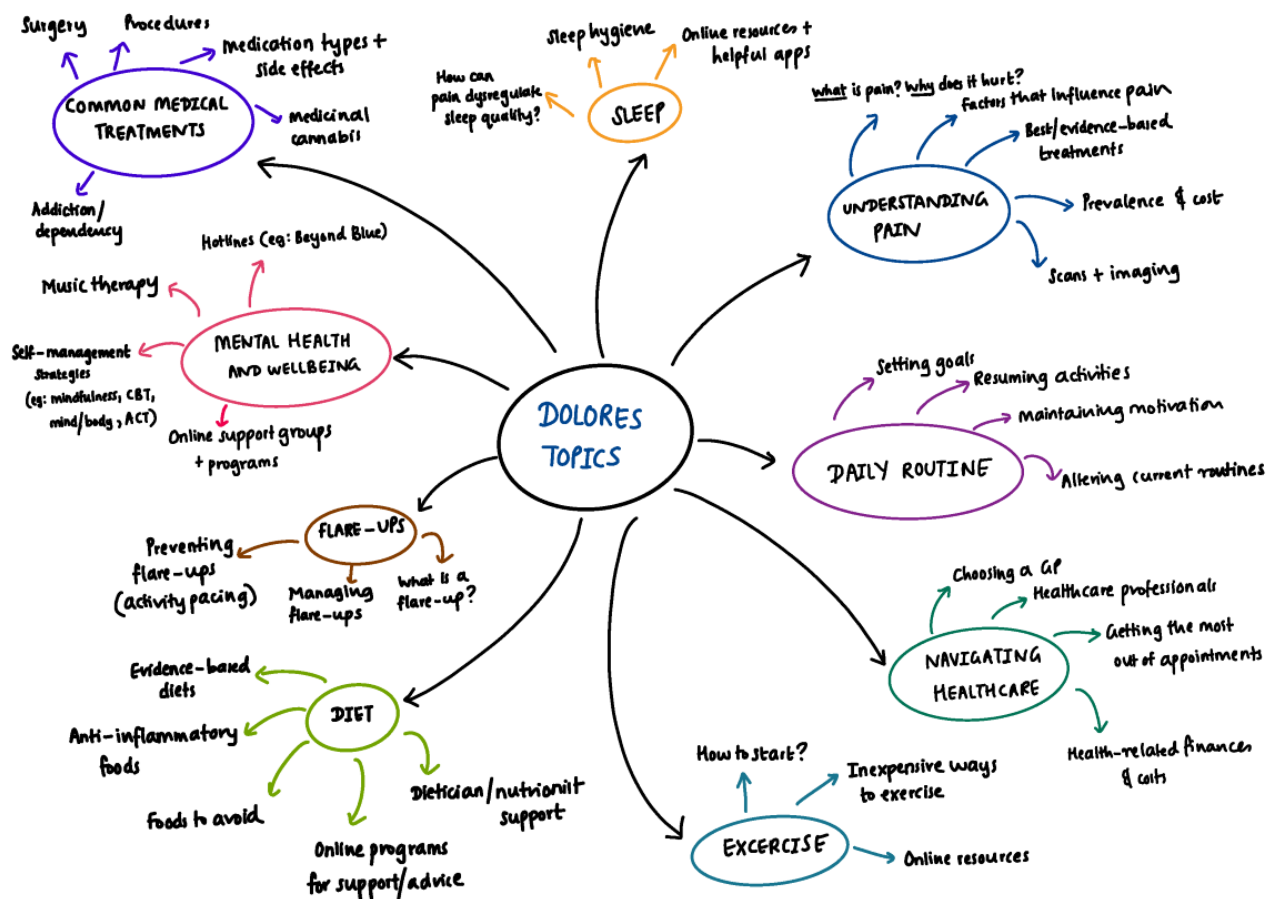 Surgery
Procedures
Medication types +
side effects
COMMON MEDICAL
TREATMENTS
medicinal
cannabis
Addiction/
dependency
Sleep hygiene
Online resources +
helpful apps
How can
pain dysregulate
sleep quality?
SLEEP
What is pain? Why does it hurt?
factors that influence pain
Best/evidence-based
treatments
UNDERSTANDING
PAIN
Prevalence & cost
Scans + imaging
Hotlines (eg: Beyond Blue)
Music therapy
MENTAL HEALTH
AND WELLBEING
Self-management
strategies
(eg: mindfulness, CBT,
mind/body, ACT)
Online support groups
+ programs
DOLORES
TOPICS
Setting goals
Resuming activities
maintaining motivation
DAILY ROUTINE
Altering current routines
FLARE-UPS
Preventing
flare-ups
(activity pacing)
Managing
flare-ups
what is a
flare-up?
Choosing a GP
Healthcare professionals
Getting the most
out of appointments
NAVIGATING
HEALTHCARE
Health-related finances
& costs
Evidence-based
diets
DIET
Anti-inflammatory
foods
Foods to avoid
Dietician/nutrionist
support
Online programs
for support/advice
How to start?
Inexpensive ways
to exercise
EXCERCISE
Online resources